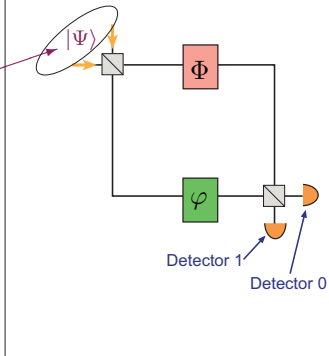 |Ψ⟩
Φ
φ
Detector 1
Detector 0